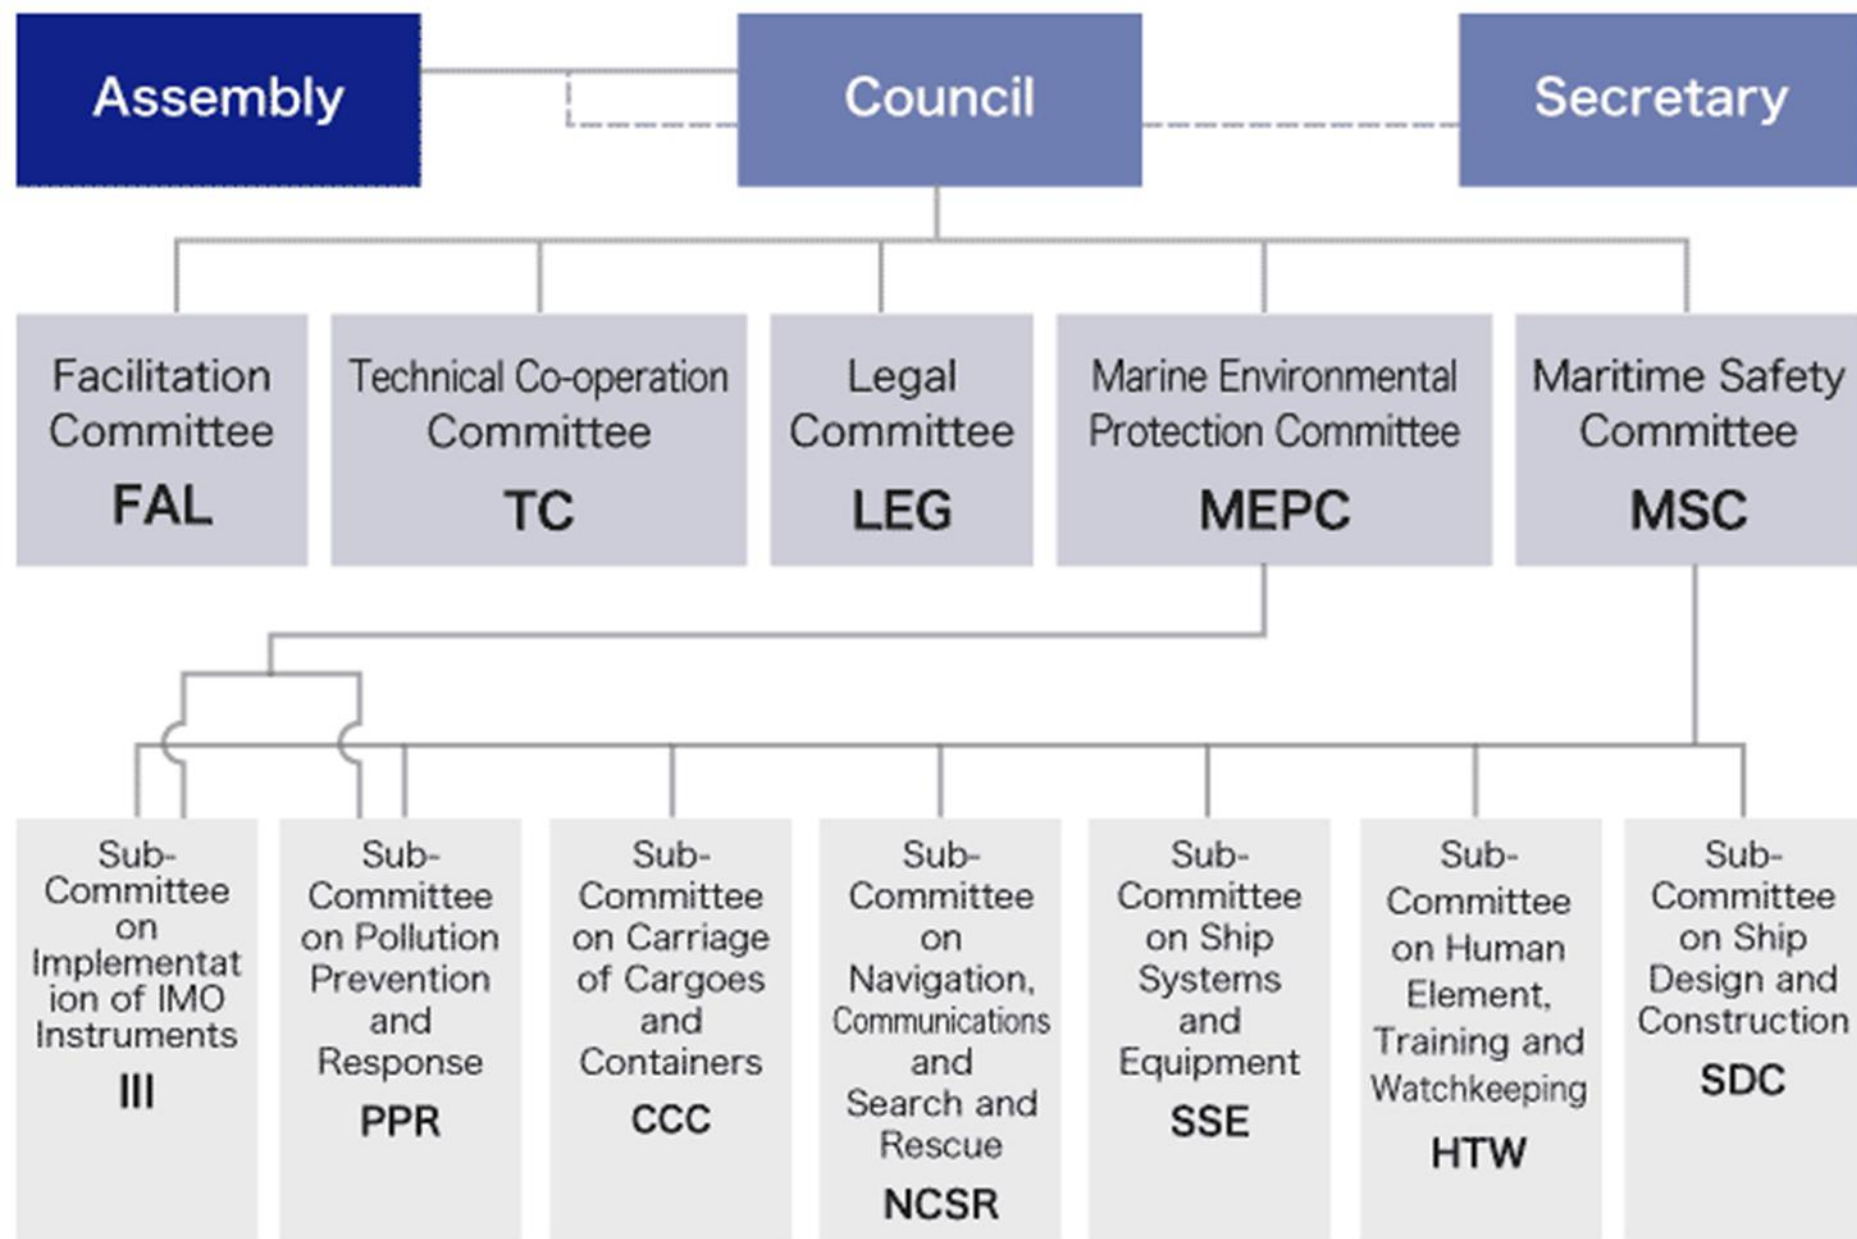 Assembly
Council
Secretary
Facilitation
Committee
FAL
Technical Co-operation
Committee
TC
Legal
Committee
LEG
Marine Environmental
Protection Committee
MEPC
Maritime Safety
Committee
MSC
Sub-
Committee
on
Implementat
ion of IMO
Instruments
III
Sub-
Committee
on Pollution
Prevention
and
Response
PPR
Sub-
Committee
on Carriage
of Cargoes
and
Containers
CCC
Sub-
Committee
on
Navigation,
Communications
and
Search and
Rescue
NCSR
Sub-
Committee
on Ship
Systems
and
Equipment
SSE
Sub-
Committee
on Human
Element,
Training and
Watchkeeping
HTW
Sub-
Committee
on Ship
Design and
Construction
SDC